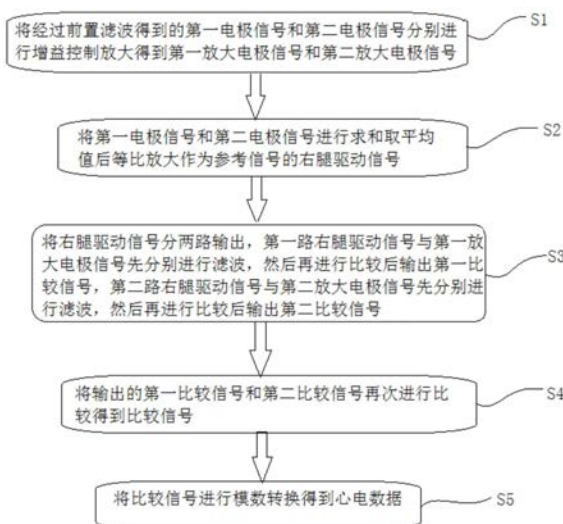 将经过前置滤波得到的第一电极信号和第二电极信号分别进
行增益控制放大得到第一放大电极信号和第二放大电极信号
S1
将第一电极信号和第二电极信号进行求和取平均
值后等比放大作为参考信号的右腿驱动信号
S2
将右腿驱动信号分两路输出，第一路右腿驱动信号与第一放
大电极信号先分别进行滤波，然后再进行比较后输出第一比
较信号，第二路右腿驱动信号与第二放大电极信号先分别进
行滤波，然后再进行比较后输出第二比较信号
S3
将输出的第一比较信号和第二比较信号再次进行比
较得到比较信号
S4
将比较信号进行模数转换得到心电数据
S5